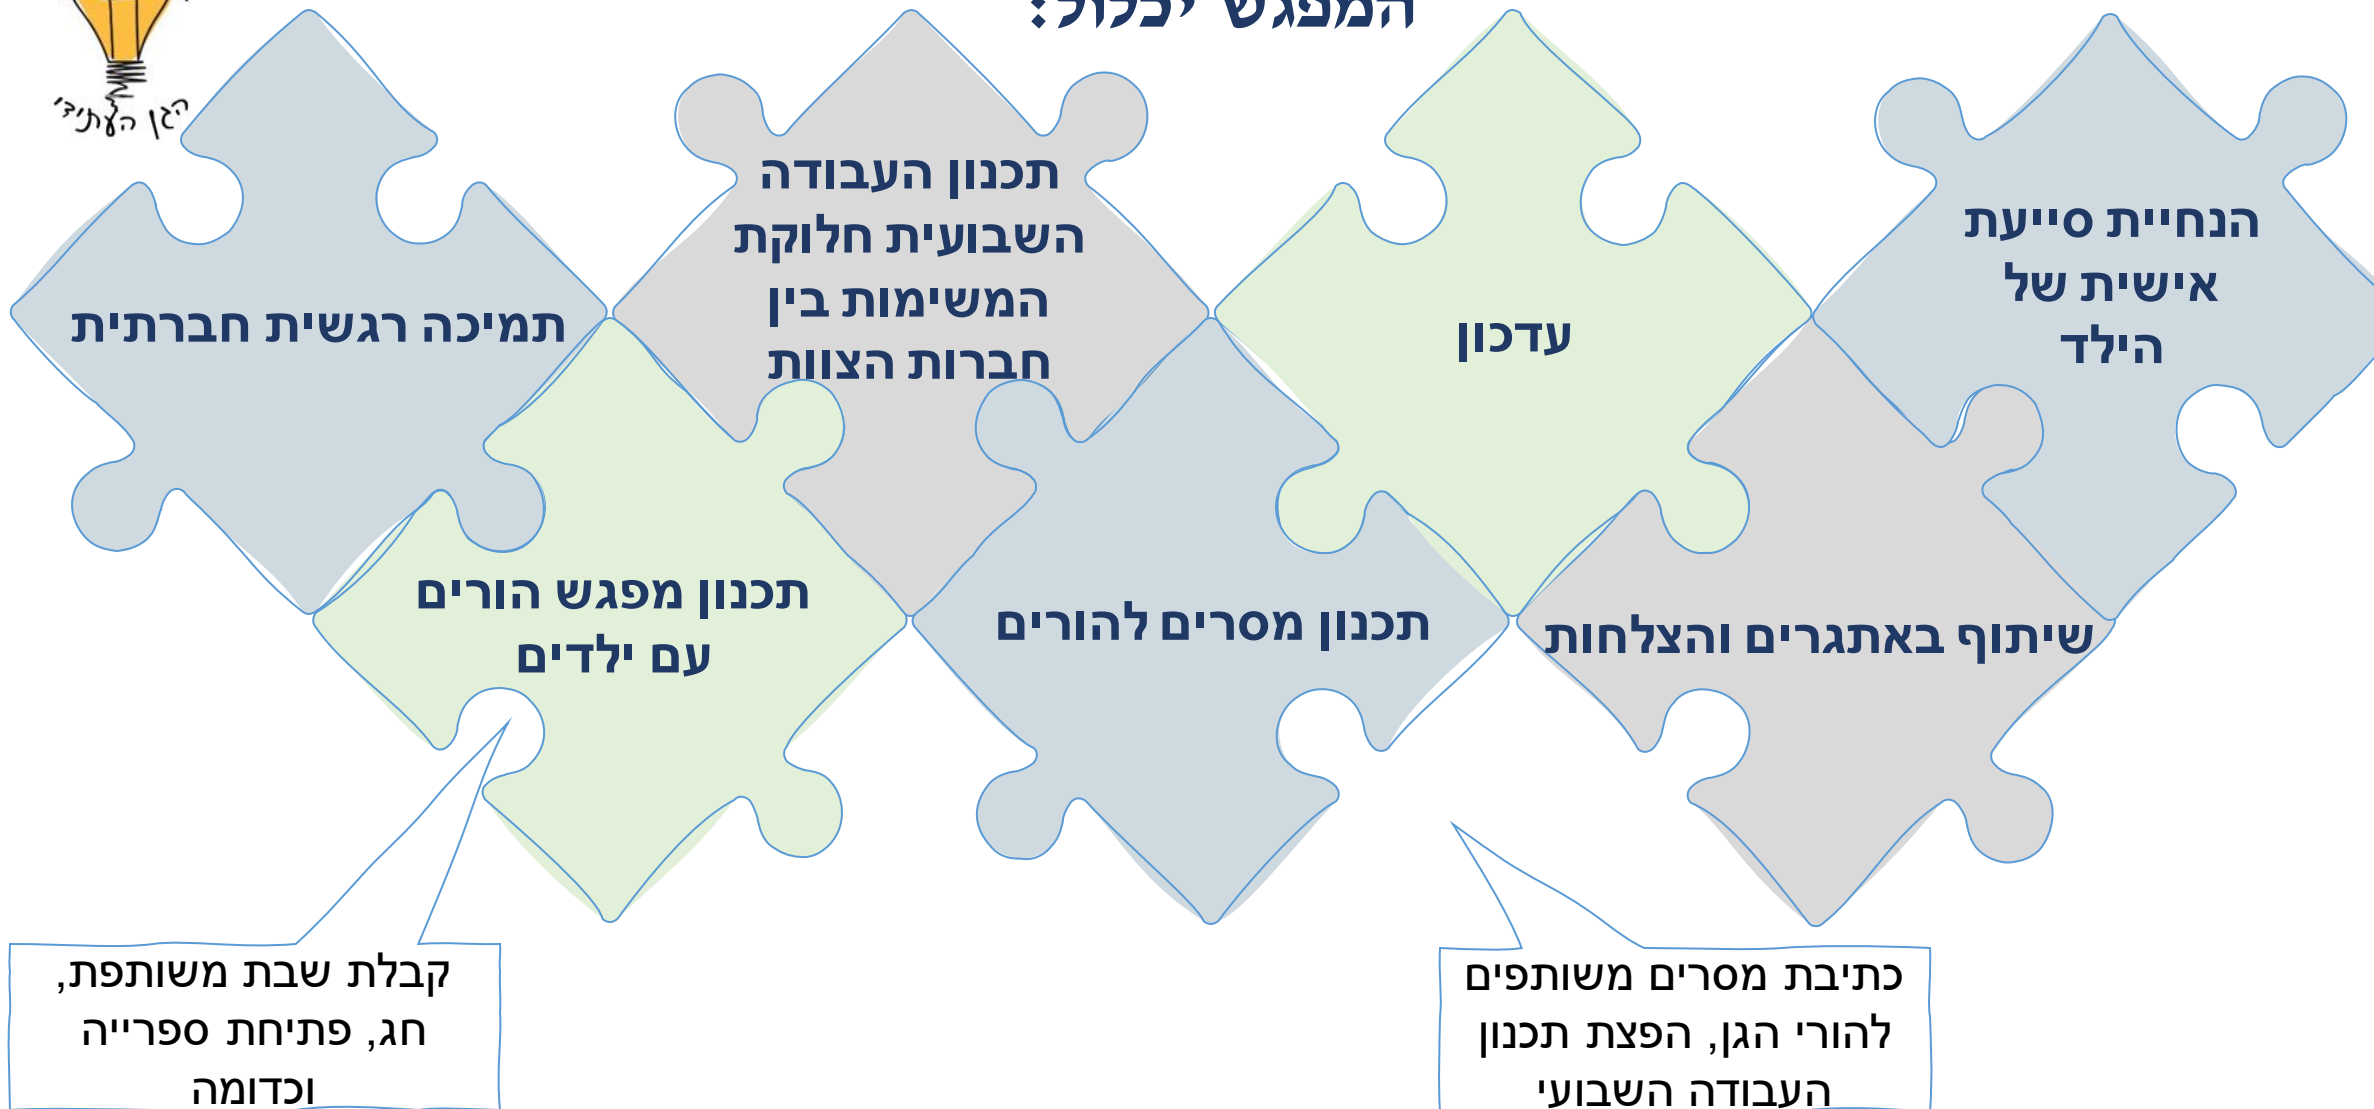 המפגש יכלול:
הגן העתידי
הנחיית סייעת
אישית של
הילד
עדכון
תכנון העבודה
השבועית חלוקת
המשימות בין
חברות הצוות
תמיכה רגשית חברתית
שיתוף באתגרים והצלחות
תכנון מסרים להורים
תכנון מפגש הורים
עם ילדים
כתיבת מסרים משותפים
להורי הגן, הפצת תכנון
העבודה השבועי
קבלת שבת משותפת,
חג, פתיחת ספרייה
וכדומה